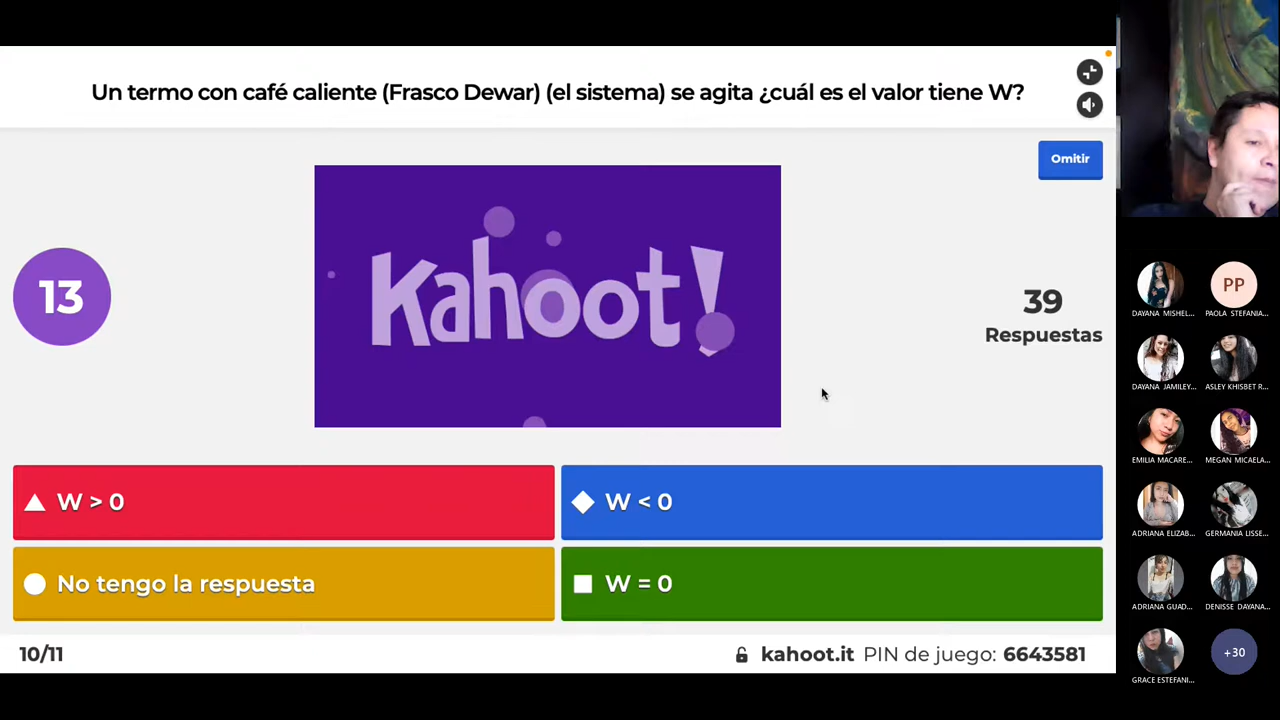 Un termo con café caliente (Frasco Dewar) (el sistema) se agita ¿cuál es el valor tiene W?
Omitir
13
Kahoot!
39
Respuestas
W > 0
W < 0
No tengo la respuesta
W = 0
10/11
kahoot.it PIN de juego: 6643581
PP
DAYANA MISHEL...
PAOLA STEFANIA...
DAYANA JAMILEY...
ASLEY KHISBET R...
EMILIA MACARE...
MEGAN MICAELA...
ADRIANA ELIZAB...
GERMANIA LISSE...
ADRIANA GUAD...
DENISSE DAYANA...
+30
GRACE ESTEFANI...